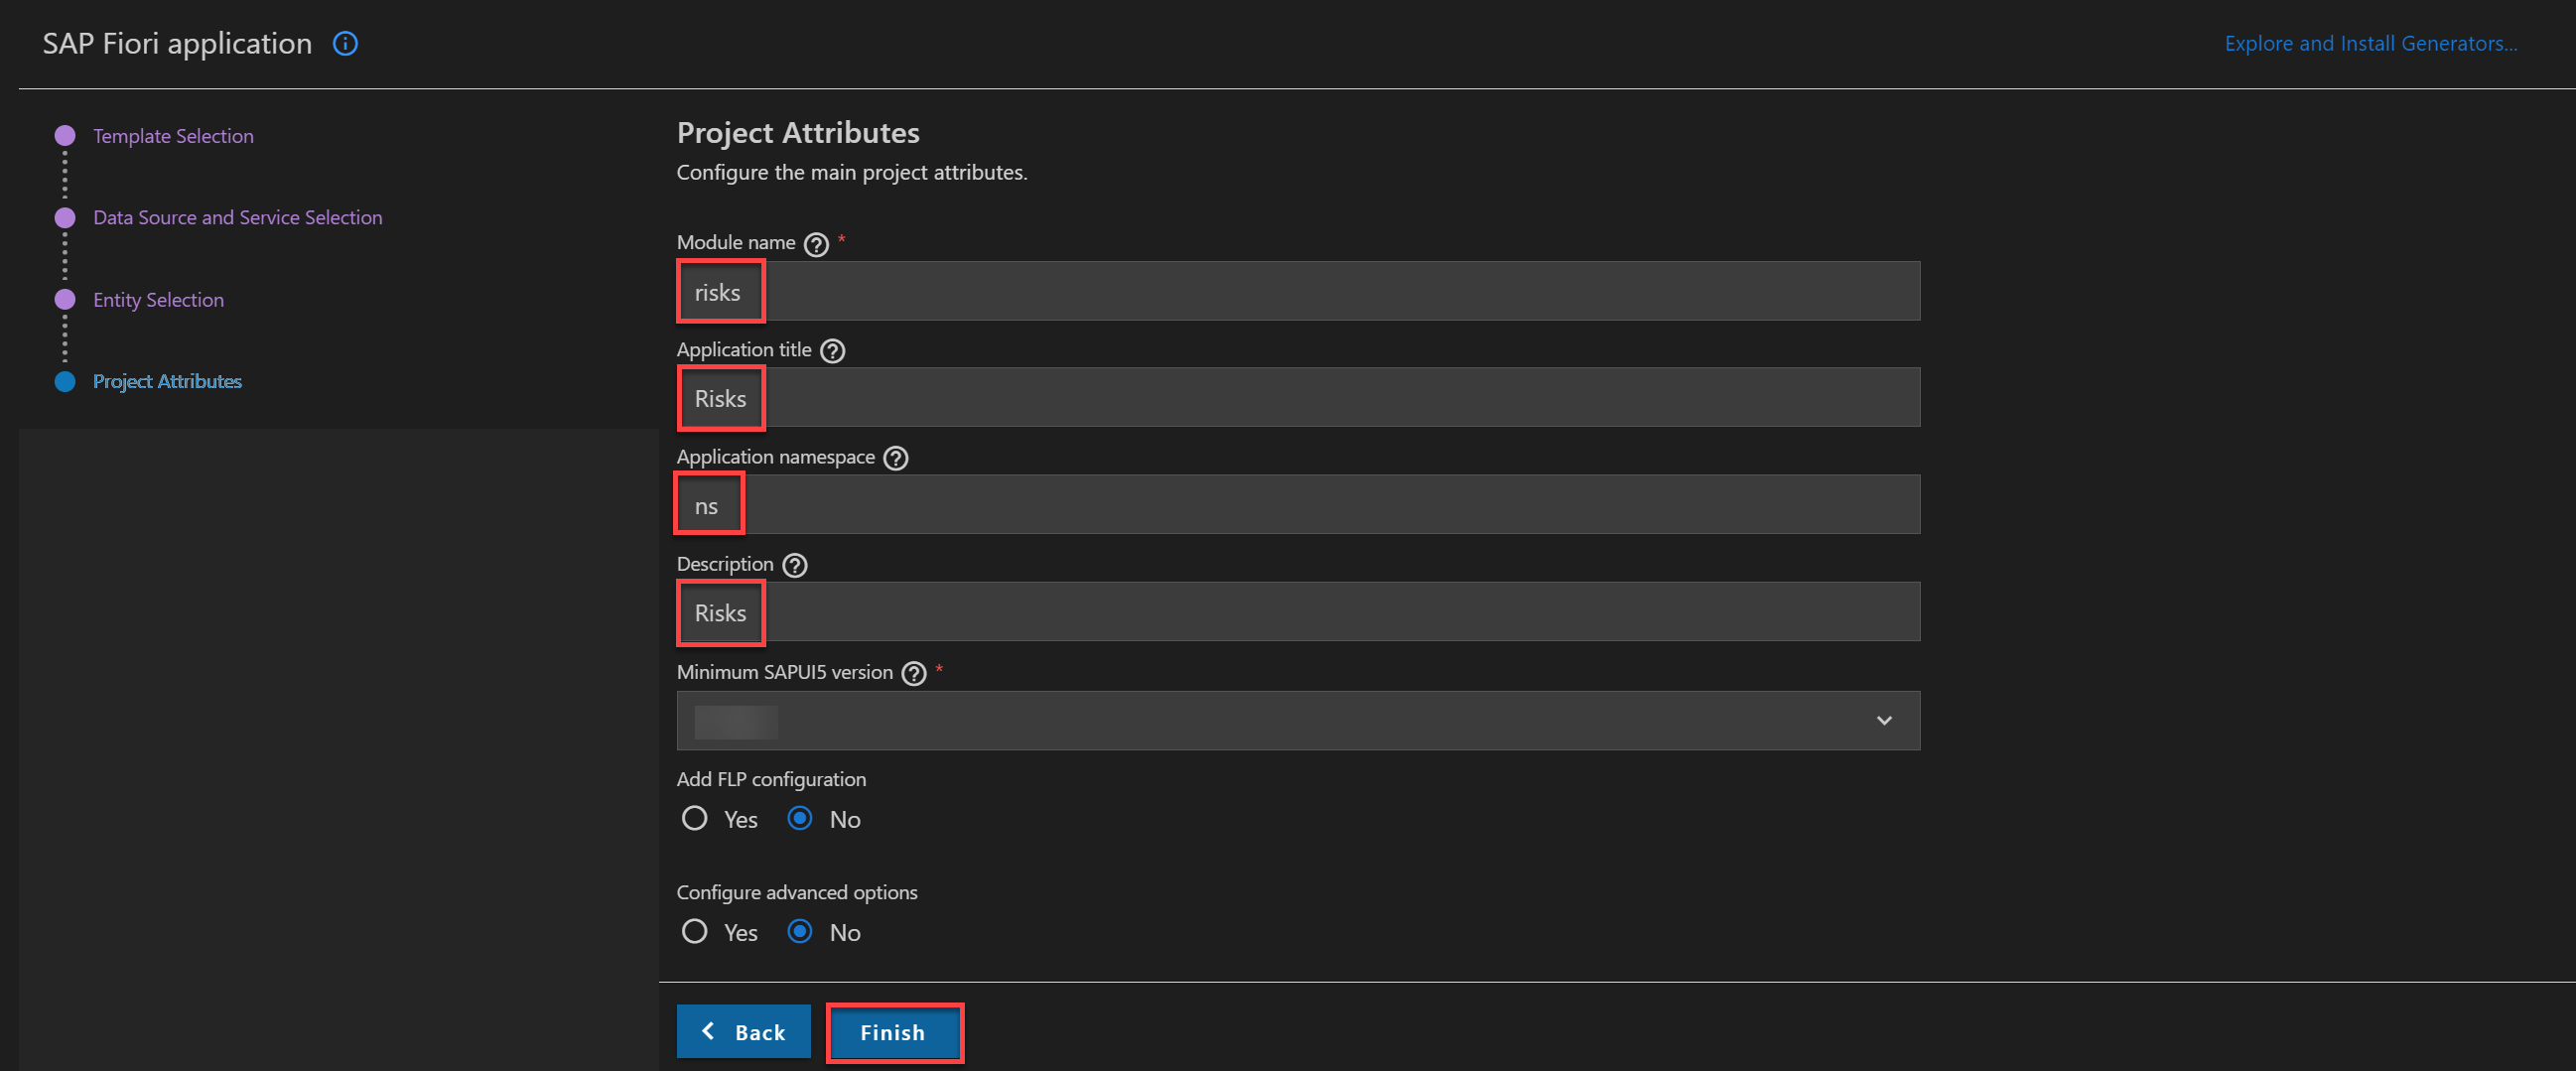 SAP Fiori application
Explore and Install Generators...
Template Selection
Data Source and Service Selection
Entity Selection
Project Attributes
Project Attributes
Configure the main project attributes.
Module name *
risks
Application title
Risks
Application namespace
ns
Description
Risks
Minimum SAPUI5 version *
Add FLP configuration
Yes No
Configure advanced options
Yes No
Back Finish